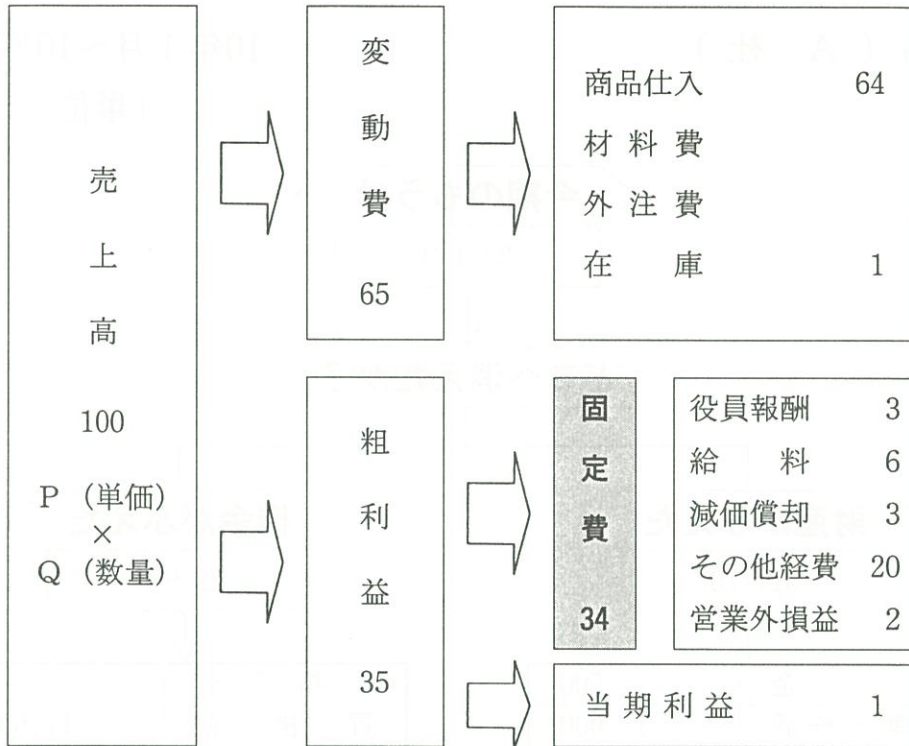 売上高
100
P（単価）
×
Q（数量）
変動費
65
商品仕入 64
材料費
外注費
在庫 1
粗利益
35
固定費
34
役員報酬 3
給料 6
減価償却 3
その他経費 20
営業外損益 2
当期利益 1